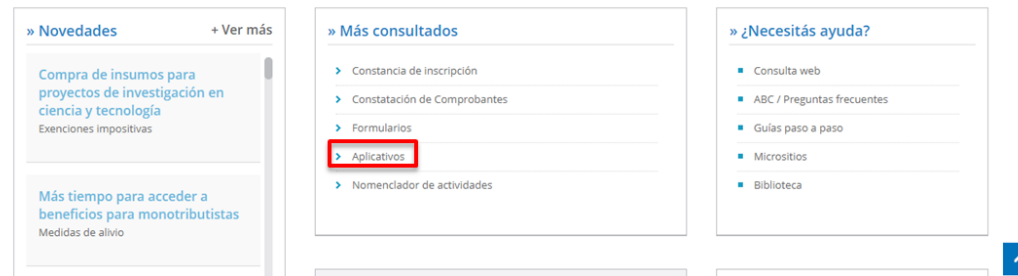 » Novedades
+ Ver más
Compra de insumos para
proyectos de investigación en
ciencia y tecnología
Exenciones impositivas
Más tiempo para acceder a
beneficios para monotributistas
Medidas de alivio
» Más consultados
Constancia de inscripción
Constatación de Comprobantes
Formularios
Aplicativos
Nomenclador de actividades
» ¿Necesitás ayuda?
Consulta web
ABC / Preguntas frecuentes
Guías paso a paso
Micrositios
Biblioteca